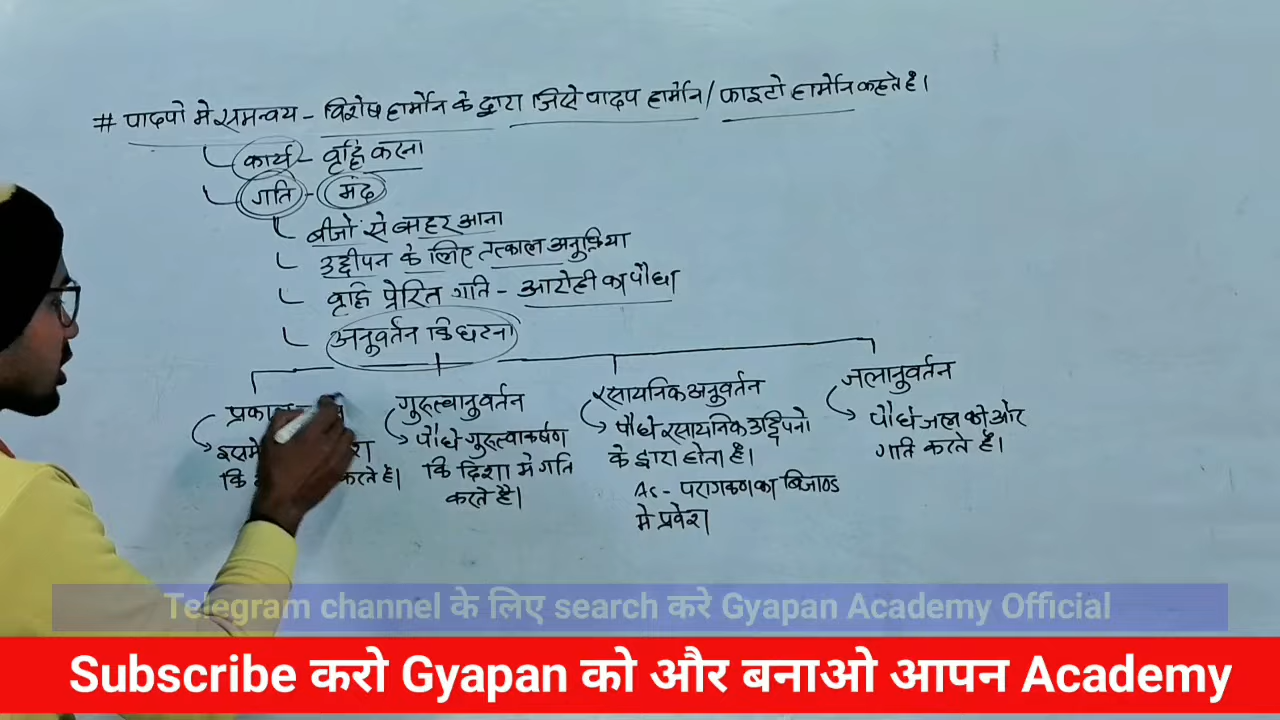 # पादपो मे समन्वय - विशेष हार्मोन के द्वारा जिसे पादप हार्मोन / फाइटो हार्मोन कहते है।
कार्य - वृद्धि करना
गति - मंद
बीजों से बाहर आना
उद्दीपन के लिए तत्काल अनुक्रिया
वृद्धि प्रेरित गति - आरोही का पौधा
अनुवर्तन कि घटना
गुरुत्वानुवर्तन
पौधे गुरुत्वाकर्षण
कि दिशा मे गति
करते है।
रसायनिक अनुवर्तन
पौधे रसायनिक उद्दिपनो
के द्वारा होता है।
As - परागकण का बिजाण्ड
मे प्रवेश।
जलानुवर्तन
पौधे जल की ओर
गति करते है।
इसमे
कि
करते है।
Telegram channel के लिए search करे Gyapan Academy Official
Subscribe करो Gyapan को और बनाओ आपन Academy